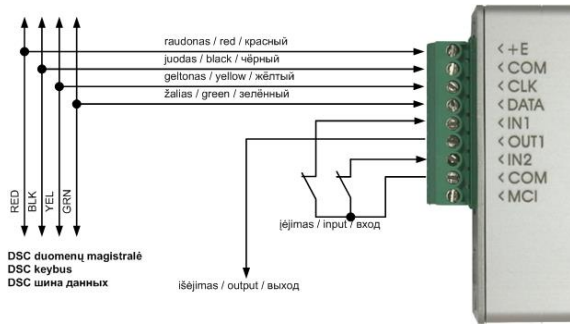 raudonas / red / красный
juodas / black / чёрный
geltonas / yellow / жёлтый
žalias / green / зелённый
<+E
<COM
<CLK
<DATA
<IN1
<OUT1
<IN2
<COM
<MCI
RED
BLK
YEL
GRN
įėjimas / input / вход
DSC duomenų magistralė
DSC keybus
DSC шина данных
išėjimas / output / выход